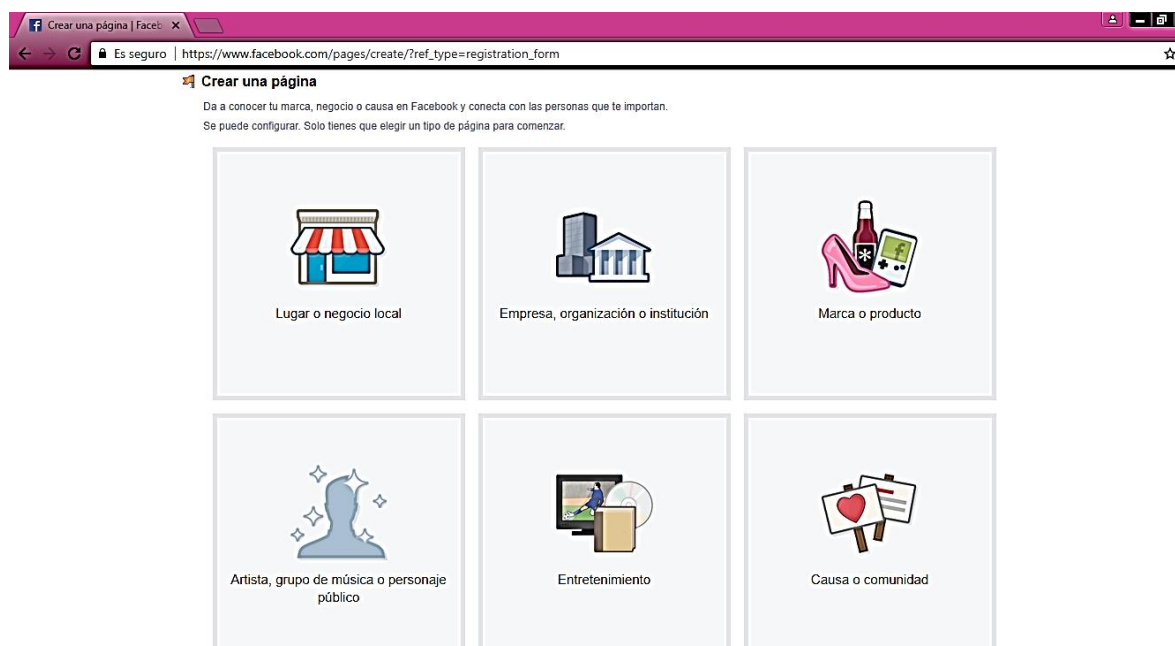 Crear una página | Faceb
Es seguro | https://www.facebook.com/pages/create/?ref_type=registration_form
Crear una página
Da a conocer tu marca, negocio o causa en Facebook y conecta con las personas que te importan.
Se puede configurar. Solo tienes que elegir un tipo de página para comenzar.
Lugar o negocio local
Empresa, organización o institución
Marca o producto
Artista, grupo de música o personaje
público
Entretenimiento
Causa o comunidad